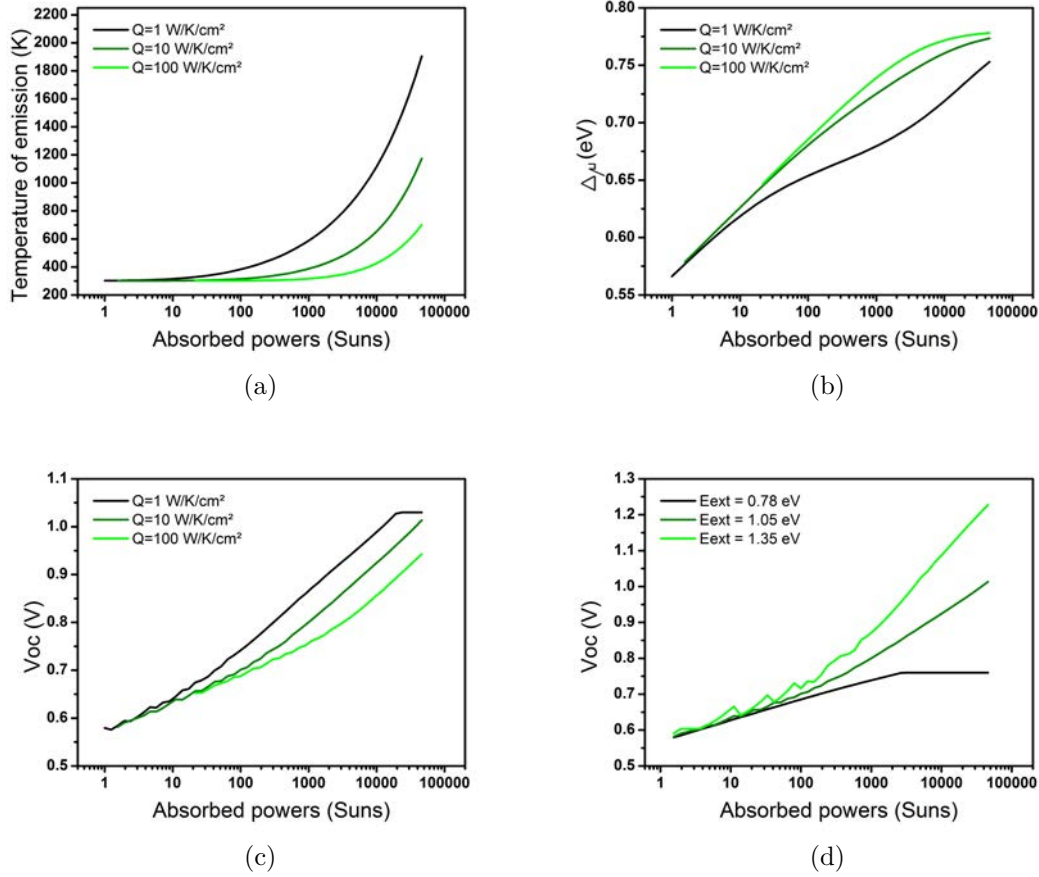 Q=1 W/K/cm²
Q=10 W/K/cm²
Q=100 W/K/cm²
2200
2000
1800
1600
1400
1200
1000
800
600
400
200
Temperature of emission (K)
1 10 100 1000 10000 100000
Absorbed powers (Suns)
(a)
Q=1 W/K/cm²
Q=10 W/K/cm²
Q=100 W/K/cm²
0.80
0.75
0.70
0.65
0.60
0.55
Δμ (eV)
1 10 100 1000 10000 100000
Absorbed powers (Suns)
(b)
Q=1 W/K/cm²
Q=10 W/K/cm²
Q=100 W/K/cm²
1.1
1.0
0.9
0.8
0.7
0.6
0.5
Voc (V)
1 10 100 1000 10000 100000
Absorbed powers (Suns)
(c)
Eext = 0.78 eV
Eext = 1.05 eV
Eext = 1.35 eV
1.3
1.2
1.1
1.0
0.9
0.8
0.7
0.6
0.5
Voc (V)
1 10 100 1000 10000 100000
Absorbed powers (Suns)
(d)